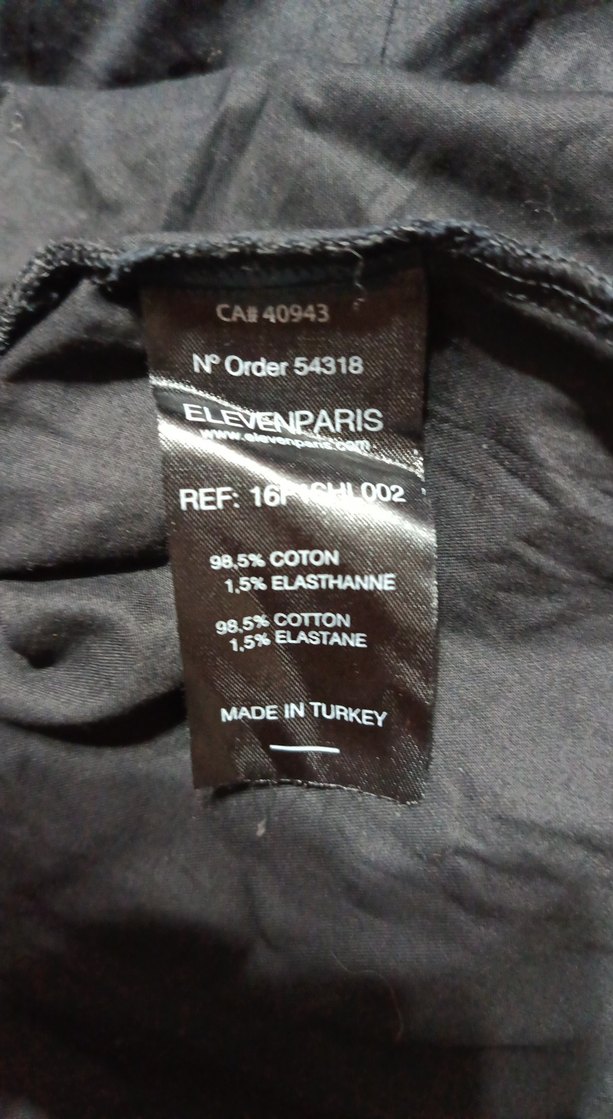 CA# 40943
Nº Order 54318
ELEVENPARIS
www.elevenparis.com
REF:
98,5% COTON
1,5% ELASTHANNE
98,5% COTTON
1,5% ELASTANE
MADE IN TURKEY